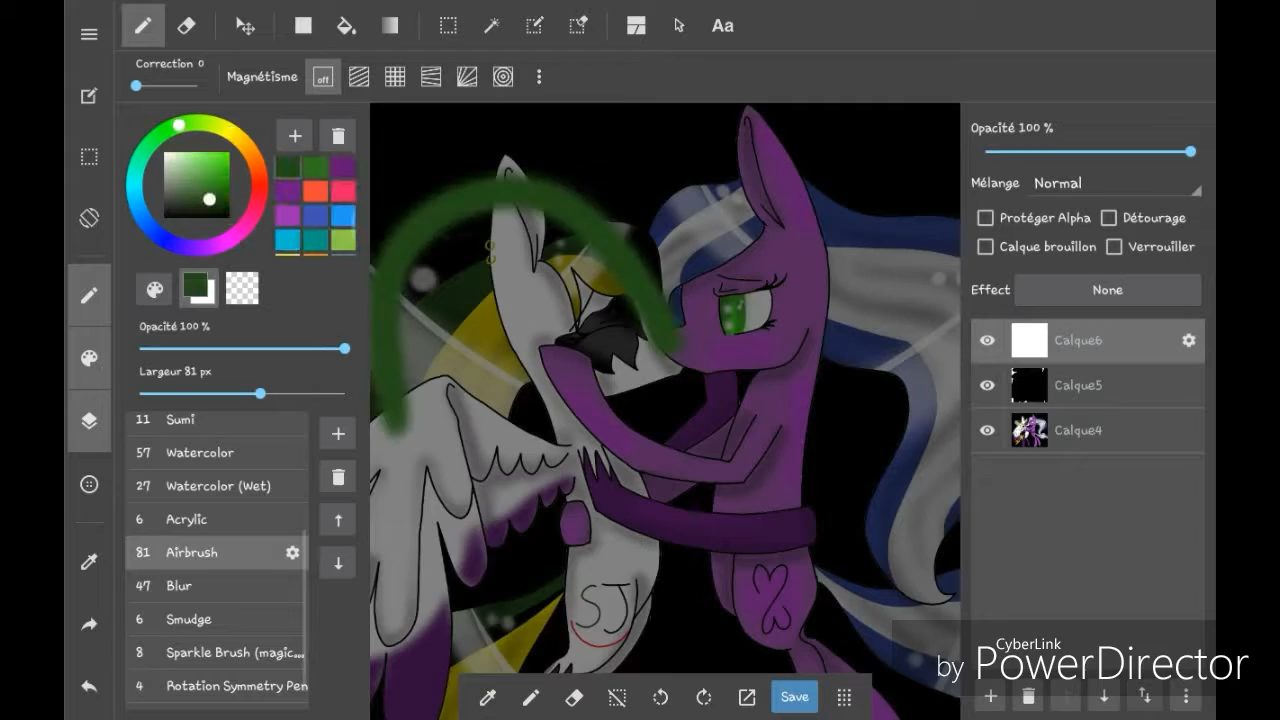 Aa
Correction 0
Magnétisme off
Opacité 100 %
Largeur 81 px
11 Sumi
57 Watercolor
27 Watercolor (Wet)
6 Acrylic
81 Airbrush
47 Blur
6 Smudge
8 Sparkle Brush (magic...
4 Rotation Symmetry Pen
SJ
Save
Opacité 100 %
Mélange Normal
Protéger Alpha Détourage
Calque brouillon Verrouiller
Effect None
Calque6
Calque5
Calque4
CyberLink
by PowerDirector